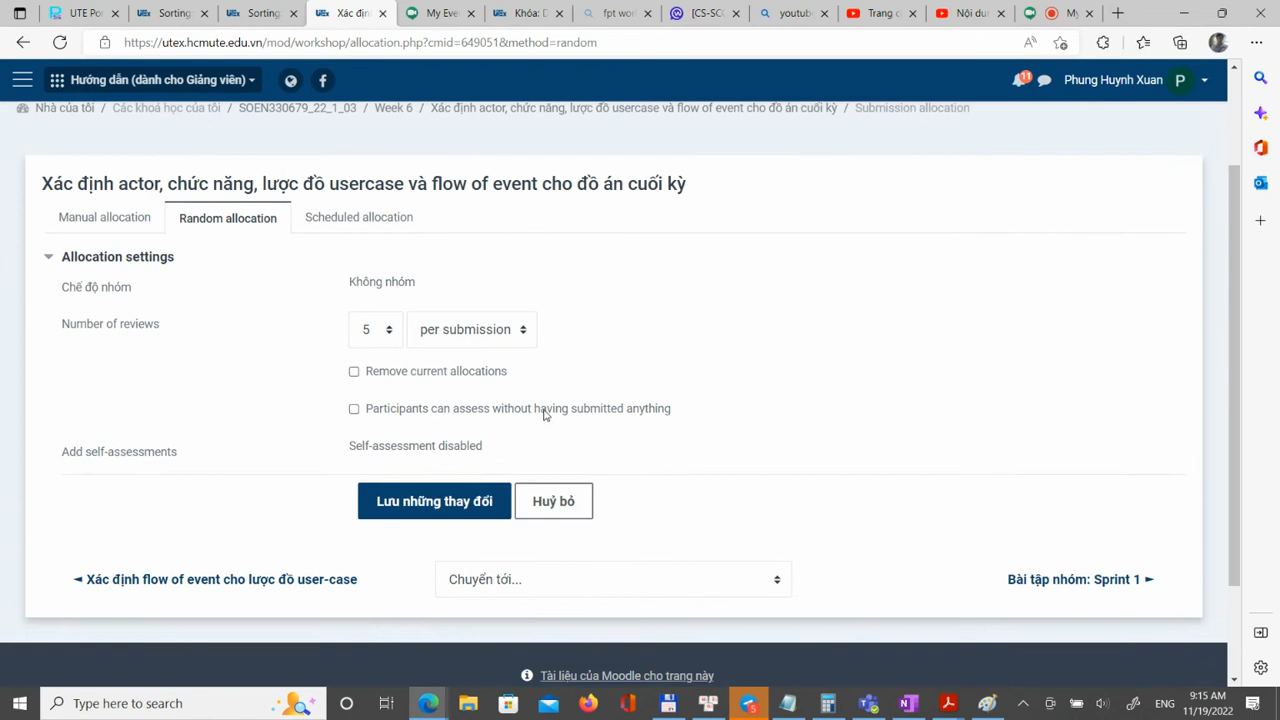 UTE Por
Sorting
Sorting
Xác địn
My Eve
Khóa: D
fpt wor
[CS-SC
youtube
Trang c
Nội du
My
https://utex.hcmute.edu.vn/mod/workshop/allocation.php?cmid=649051&method=random
Hướng dẫn (dành cho Giảng viên)
11
Phung Huynh Xuan
P
Nhà của tôi / Các khoá học của tôi / SOEN330679_22_1_03 / Week 6 / Xác định actor, chức năng, lược đồ usercase và flow of event cho đồ án cuối kỳ / Submission allocation
Xác định actor, chức năng, lược đồ usercase và flow of event cho đồ án cuối kỳ
Manual allocation
Random allocation
Scheduled allocation
Allocation settings
Chế độ nhóm
Không nhóm
Number of reviews
5
per submission
Remove current allocations
Participants can assess without having submitted anything
Add self-assessments
Self-assessment disabled
Lưu những thay đổi
Huỷ bỏ
◄ Xác định flow of event cho lược đồ user-case
Chuyển tới...
Bài tập nhóm: Sprint 1 ►
Tài liệu của Moodle cho trang này
Type here to search
ENG
9:15 AM
11/19/2022